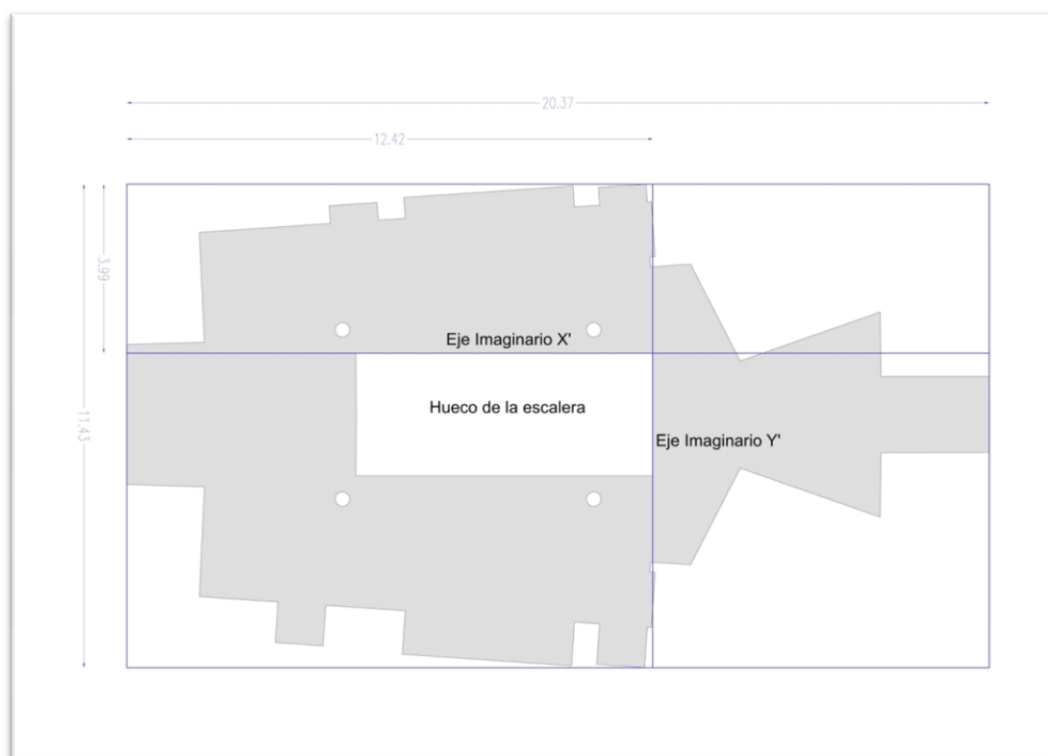 20.37
12.42
3.99
11.43
Eje Imaginario X'
Hueco de la escalera
Eje Imaginario Y'